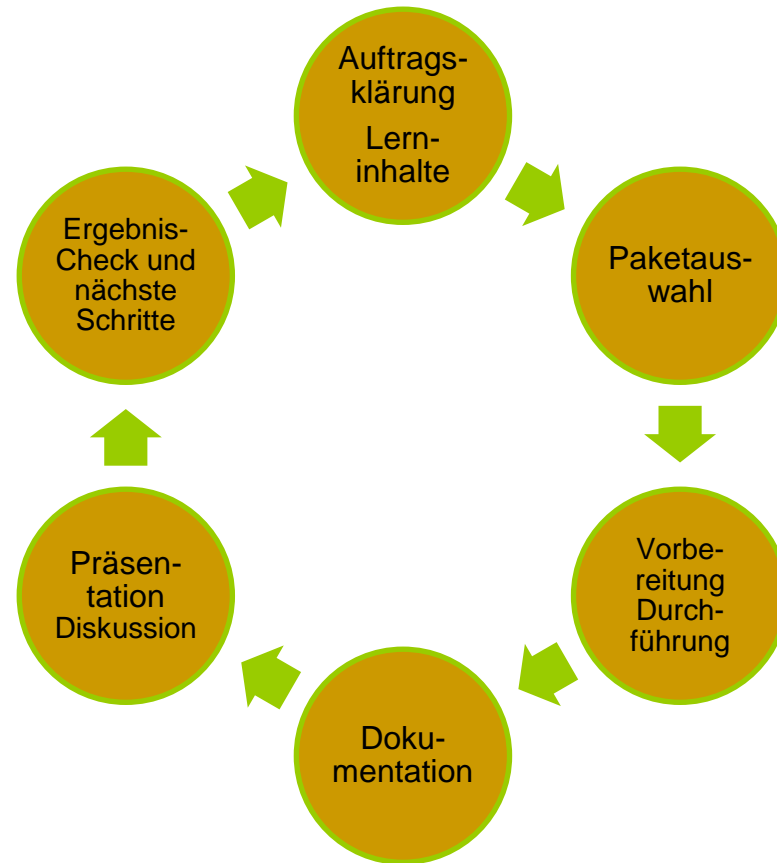 Auftrags-
klärung
Lern-
inhalte
Paketaus-
wahl
Vorbe-
reitung
Durch-
führung
Doku-
mentation
Präsen-
tation
Diskussion
Ergebnis-
Check und
nächste
Schritte